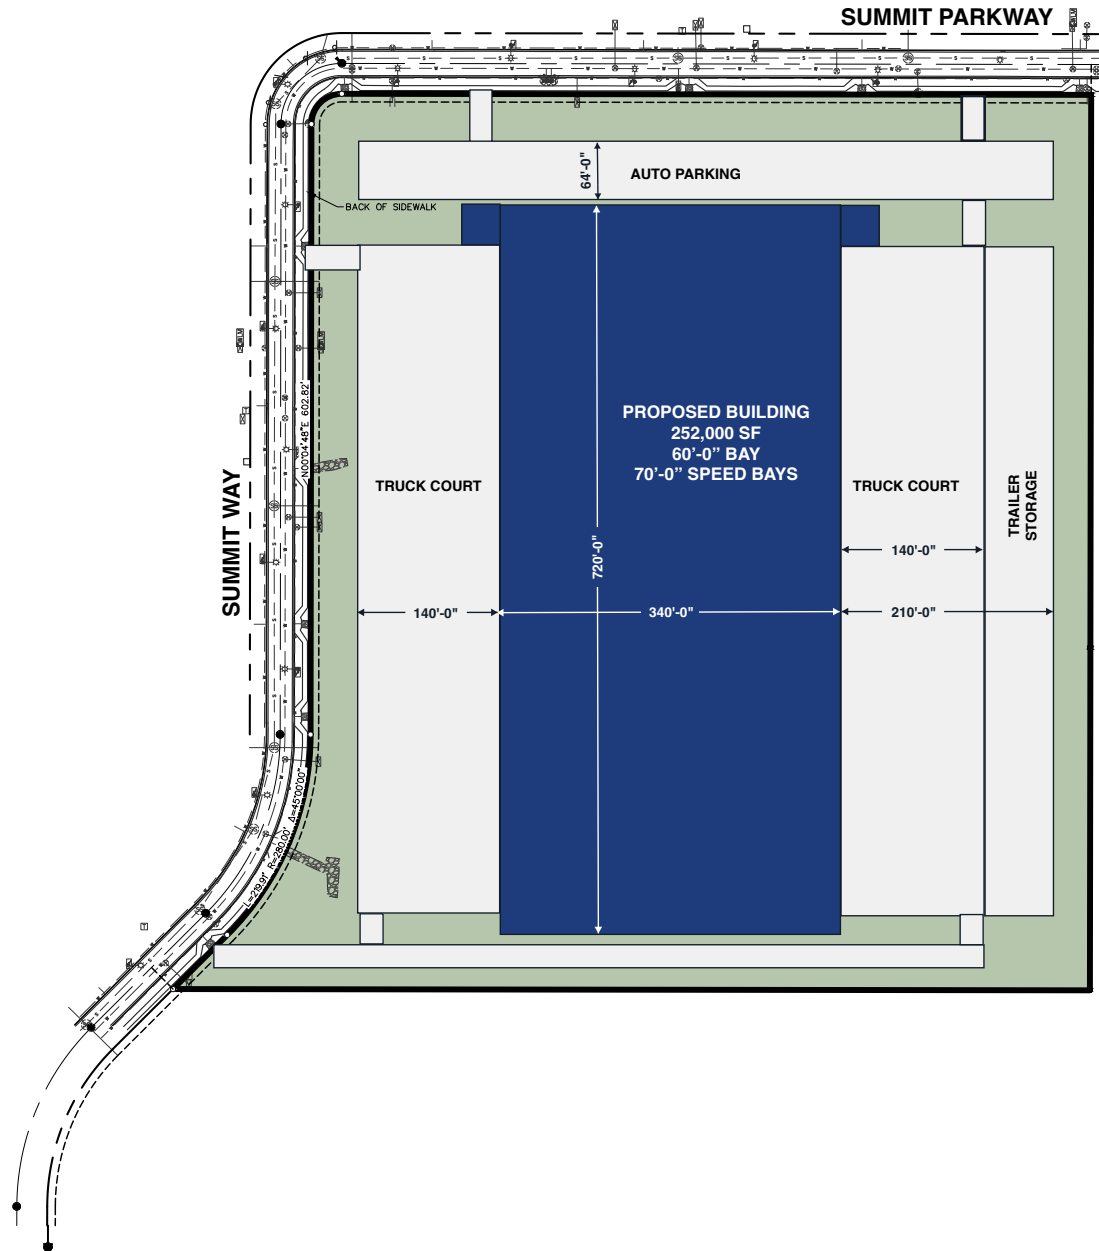 SUMMIT PARKWAY
64'-0"
AUTO PARKING
BACK OF SIDEWALK
N00°04'48"E 602.82'
PROPOSED BUILDING
252,000 SF
60'-0” BAY
70'-0” SPEED BAYS
SUMMIT WAY
TRUCK COURT
TRUCK COURT
TRAILER
STORAGE
720'-0"
140'-0"
140'-0"
340'-0"
210'-0"
L=219.91' R=280.00' Δ=45°00'00"